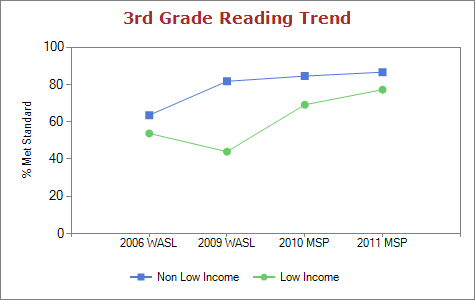 3rd Grade Reading Trend
100
80
60
40
20
0
% Met Standard
2006 WASL 2009 WASL 2010 MSP 2011 MSP
Non Low Income Low Income